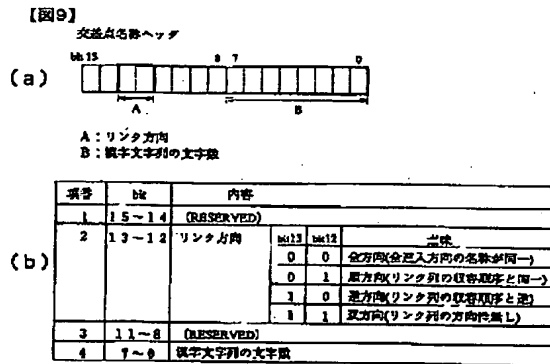 【図9】
交差点名称ヘッダ
bit 15 8 7 0
(a)
A B
A:リンク方向
B:漢字文字列の文字数
(b)
項番 bit 内容
1 15~14 (RESERVED)
2 13~12 リンク方向 bit13 bit12 意味
0 0 全方向(全進入方向の名称が同一)
0 1 順方向(リンク列の収容順序と同一)
1 0 逆方向(リンク列の収容順序と逆)
1 1 双方向(リンク列の方向性無し)
3 11~8 (RESERVED)
4 7~0 漢字文字列の文字数